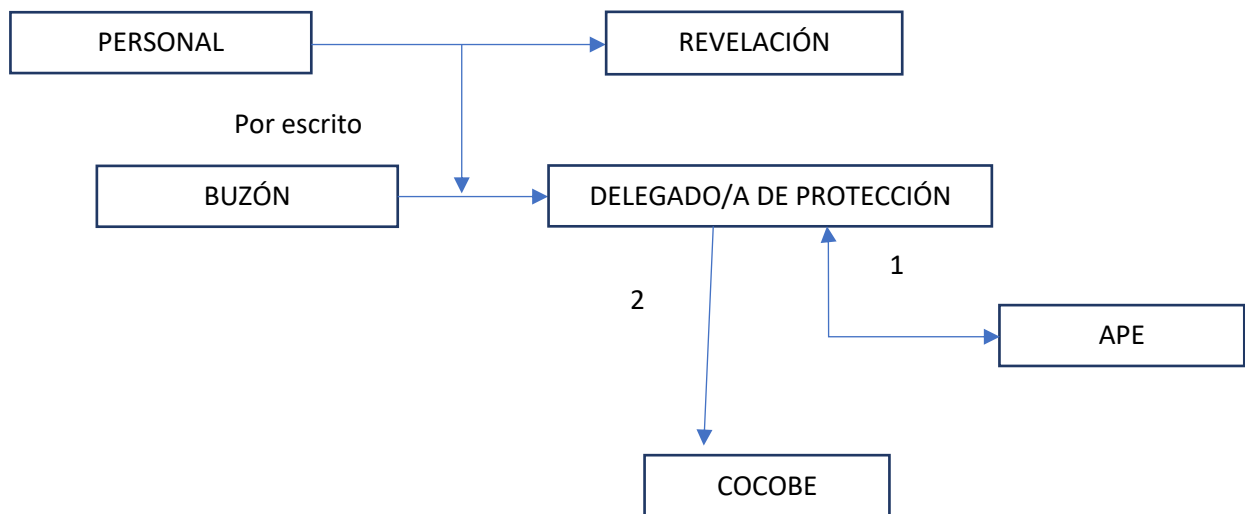 PERSONAL
REVELACIÓN
Por escrito
BUZÓN
DELEGADO/A DE PROTECCIÓN
1
2
APE
COCOBE